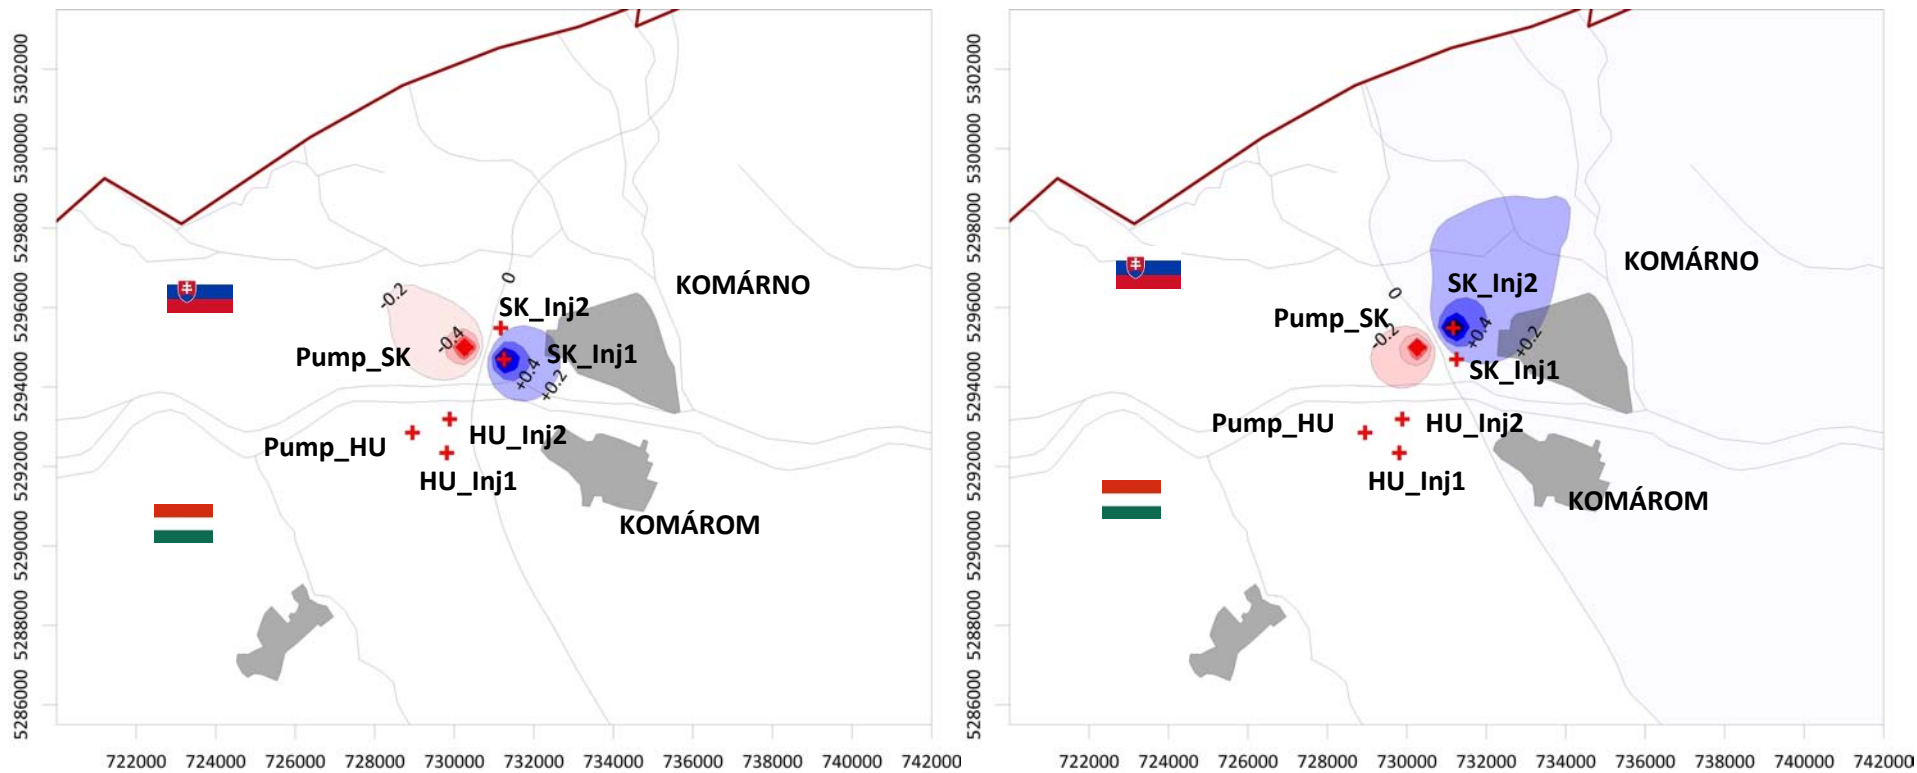 5302000
5300000
5298000
5296000
5294000
5292000
5290000
5288000
5286000
-0.2
0
KOMÁRNO
SK_Inj2
-0.4
Pump_SK
SK_Inj1
+0.4
+0.2
Pump_HU
HU_Inj2
HU_Inj1
KOMÁROM
722000 724000 726000 728000 730000 732000 734000 736000 738000 740000 742000
5302000
5300000
5298000
5296000
5294000
5292000
5290000
5288000
5286000
KOMÁRNO
0
SK_Inj2
Pump_SK
-0.2
+0.4
+0.2
SK_Inj1
Pump_HU
HU_Inj2
HU_Inj1
KOMÁROM
722000 724000 726000 728000 730000 732000 734000 736000 738000 740000 742000